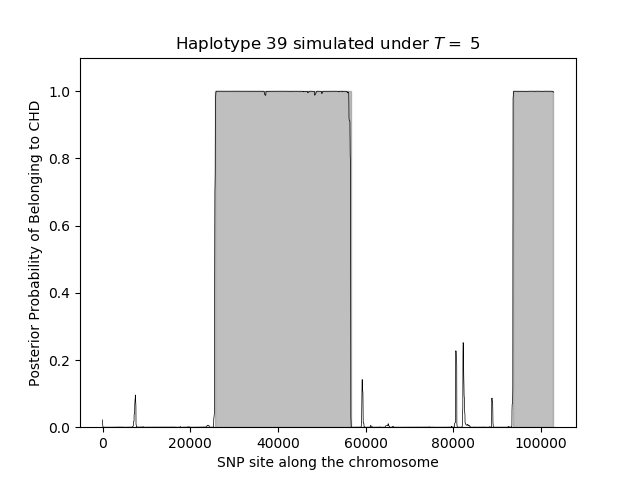 Haplotype 39 simulated under T = 5
Posterior Probability of Belonging to CHD
1.0
0.8
0.6
0.4
0.2
0.0
0 20000 40000 60000 80000 100000
SNP site along the chromosome